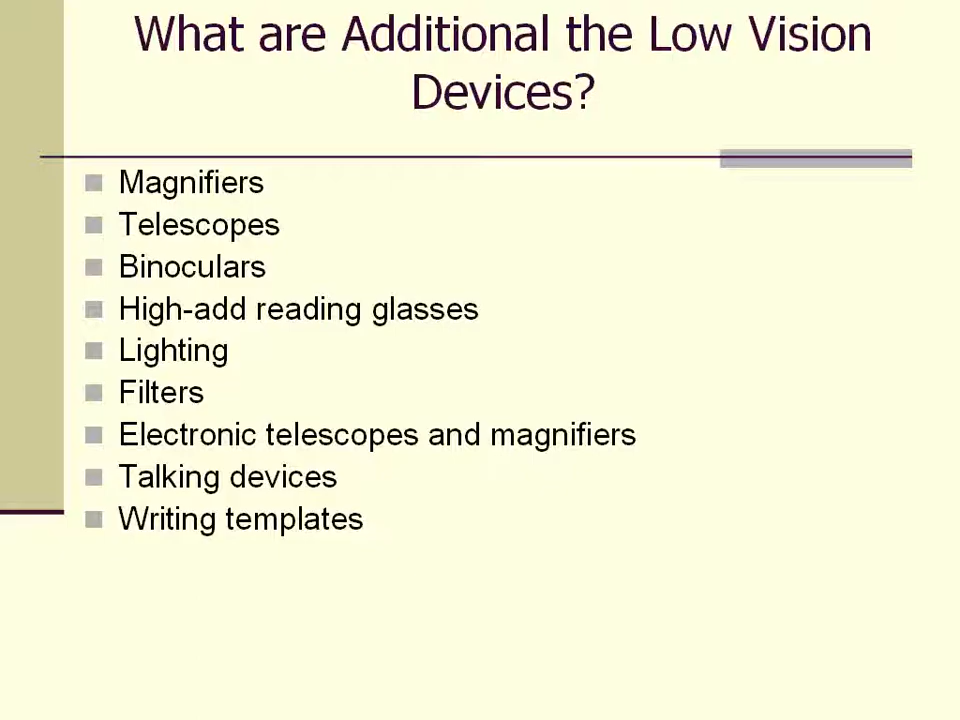 What are Additional the Low Vision
Devices?
Magnifiers
Telescopes
Binoculars
High-add reading glasses
Lighting
Filters
Electronic telescopes and magnifiers
Talking devices
Writing templates